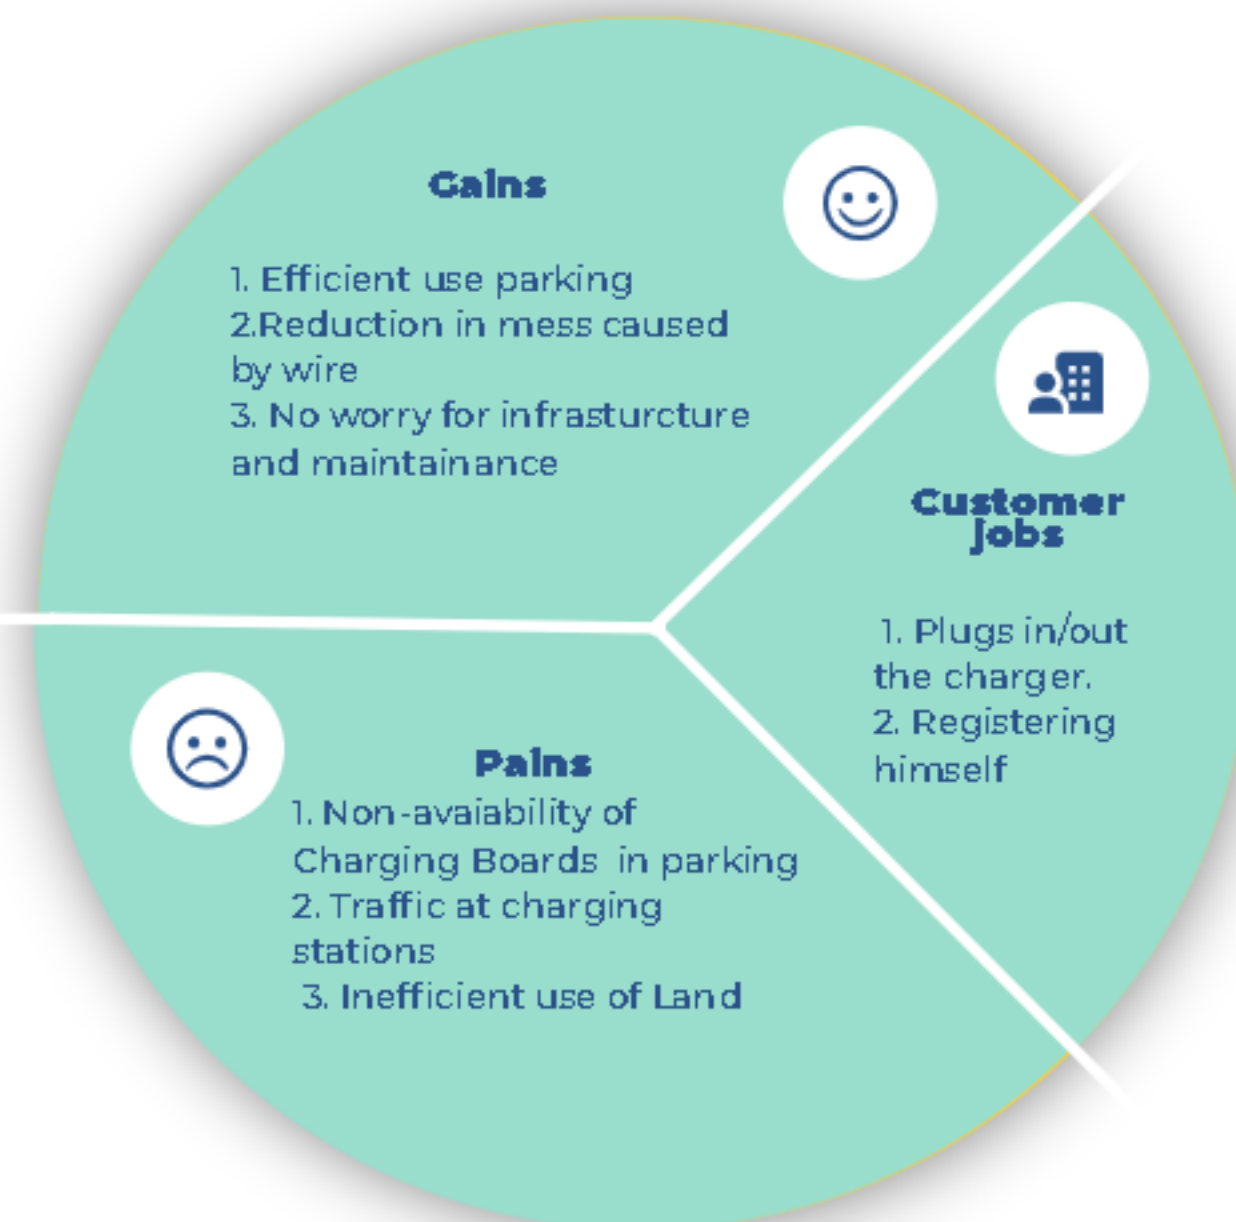 Gains
1. Efficient use parking
2.Reduction in mess caused
by wire
3. No worry for infrasturcture
and maintainance
Customer
jobs
1. Plugs in/out
the charger.
2. Registering
himself
Pains
1. Non-avaiability of
Charging Boards in parking
2. Traffic at charging
stations
3. Inefficient use of Land